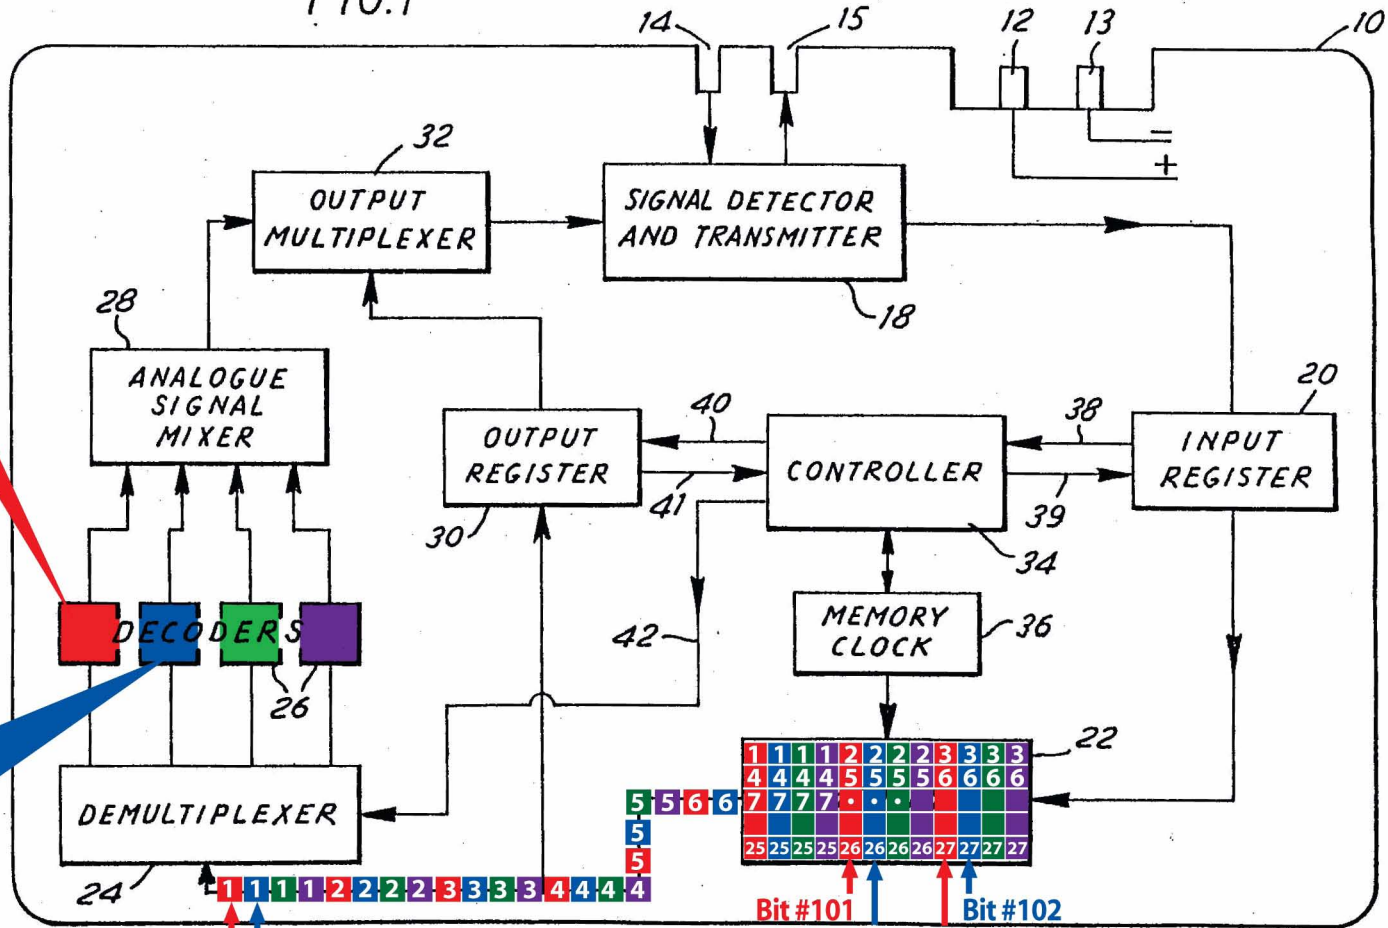 FIG.1
14
15
12
13
10
=
+
32
OUTPUT
MULTIPLEXER
SIGNAL DETECTOR
AND TRANSMITTER
18
28
ANALOGUE
SIGNAL
MIXER
OUTPUT
REGISTER
30
40
41
CONTROLLER
34
38
39
20
INPUT
REGISTER
DECODERS
26
42
MEMORY
CLOCK
36
22
1 1 1 1 2 2 2 2 3 3 3 3
4 4 4 4 5 5 5 5 6 6 6 6
7 7 7 7 • • •
25 25 25 25 26 26 26 26 27 27 27 27
5 5 6 6
5
5
DEMULTIPLEXER
24
1 1 1 1 2 2 2 2 3 3 3 3 4 4 4 4
Bit #101
Bit #102